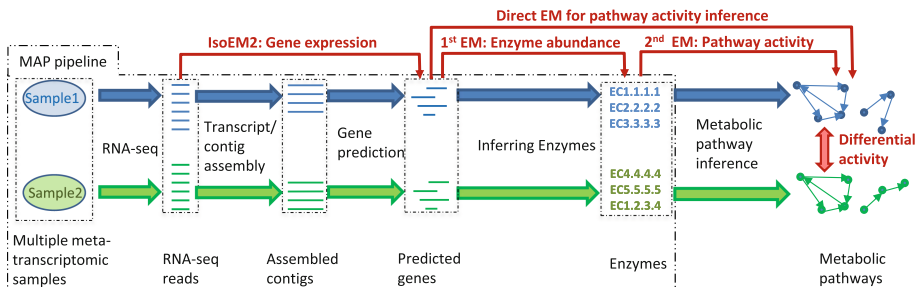 Direct EM for pathway activity inference
IsoEM2: Gene expression
1st EM: Enzyme abundance
2nd EM: Pathway activity
MAP pipeline
Sample1
EC1.1.1.1
EC2.2.2.2
EC3.3.3.3
RNA-seq
Transcript/
contig
assembly
Gene
prediction
Inferring Enzymes
Metabolic
pathway
inference
Differential
activity
Sample2
EC4.4.4.4
EC5.5.5.5
EC1.2.3.4
Multiple meta-
transcriptomic
samples
RNA-seq
reads
Assembled
contigs
Predicted
genes
Enzymes
Metabolic
pathways